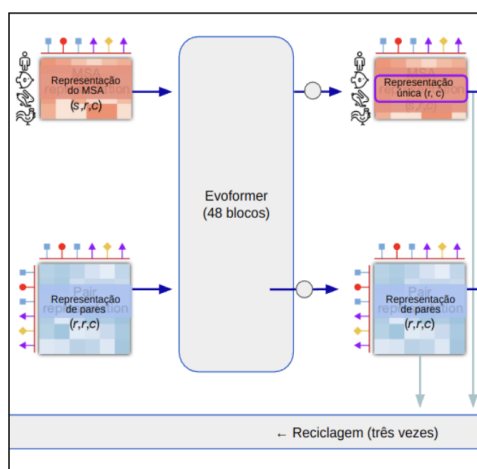 Representação
do MSA
(s,r,c)
Representação
única (r, c)
Evoformer
(48 blocos)
Representação
de pares
(r,r,c)
Representação
de pares
(r,r,c)
← Reciclagem (três vezes)